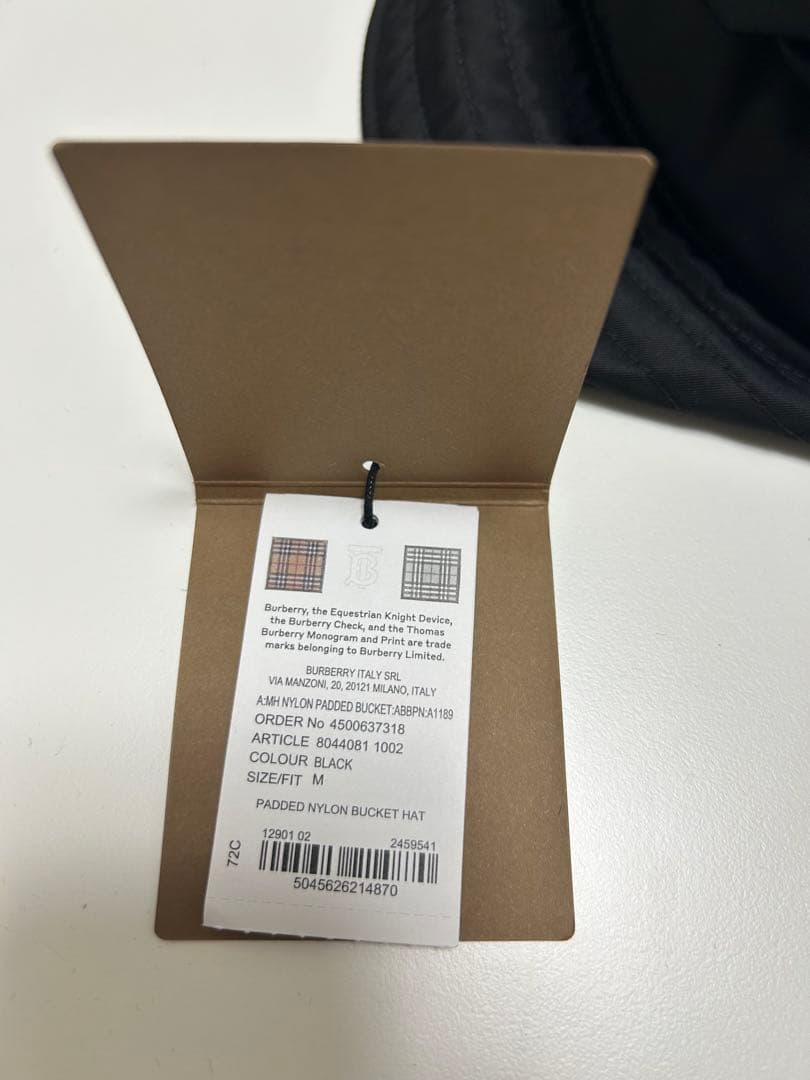 Burberry, the Equestrian Knight Device,
the Burberry Check, and the Thomas
Burberry Monogram and Print are trade
marks belonging to Burberry Limited.
BURBERRY ITALY SRL
VIA MANZONI, 20, 20121 MILANO, ITALY
A:MH NYLON PADDED BUCKET:ABBPN:A1189
ORDER No 4500637318
ARTICLE 8044081 1002
COLOUR BLACK
SIZE/FIT M
PADDED NYLON BUCKET HAT
72C
12901 02 2459541
5045626214870